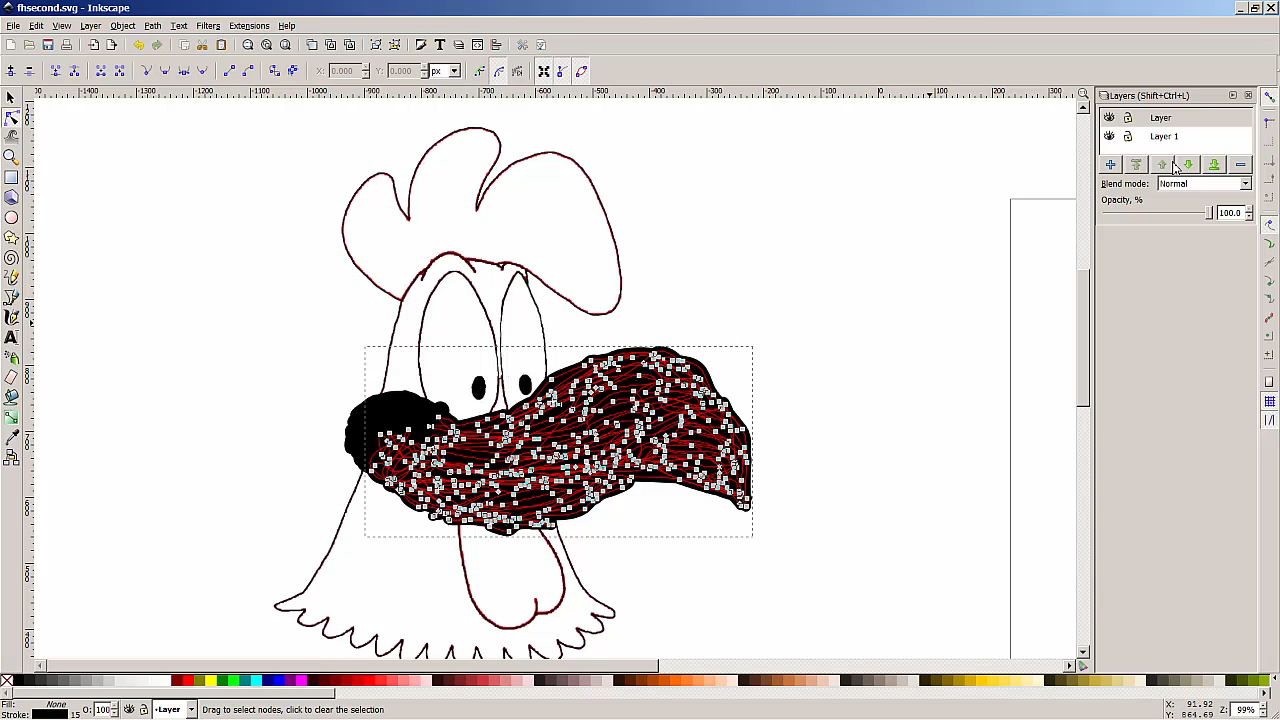 fhsecond.svg - Inkscape
File Edit View Layer Object Path Text Filters Extensions Help
X: 0.000 Y: 0.000 px
Layers (Shift+Ctrl+L)
Layer
Layer 1
Blend mode: Normal
Opacity, %
100.0
Fill: None
Stroke: 15
O: 100
•Layer
Drag to select nodes, click to clear the selection
X: 91.92
Y: 864.69
Z: 99%